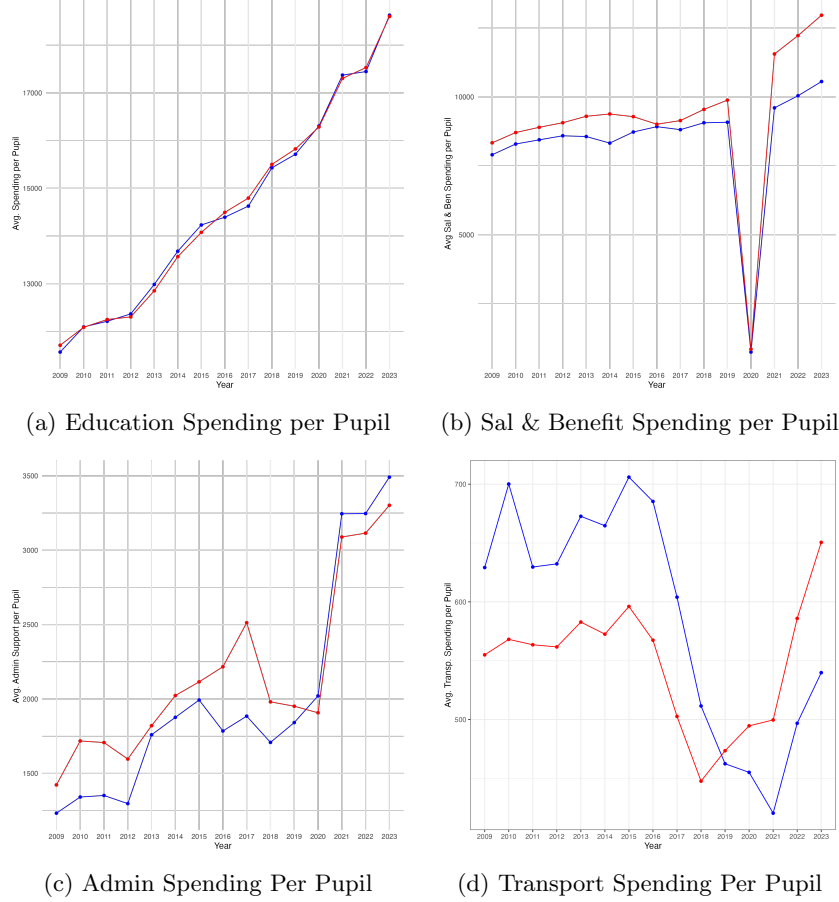 Avg. Spending per Pupil
17000
15000
13000
2009 2010 2011 2012 2013 2014 2015 2016 2017 2018 2019 2020 2021 2022 2023
Year
(a) Education Spending per Pupil
Avg Sal & Ben Spending per Pupil
10000
5000
2009 2010 2011 2012 2013 2014 2015 2016 2017 2018 2019 2020 2021 2022 2023
Year
(b) Sal & Benefit Spending per Pupil
Avg. Admin Support per Pupil
3500
3000
2500
2000
1500
2009 2010 2011 2012 2013 2014 2015 2016 2017 2018 2019 2020 2021 2022 2023
Year
(c) Admin Spending Per Pupil
Avg. Transp. Spending per Pupil
700
600
500
2009 2010 2011 2012 2013 2014 2015 2016 2017 2018 2019 2020 2021 2022 2023
Year
(d) Transport Spending Per Pupil